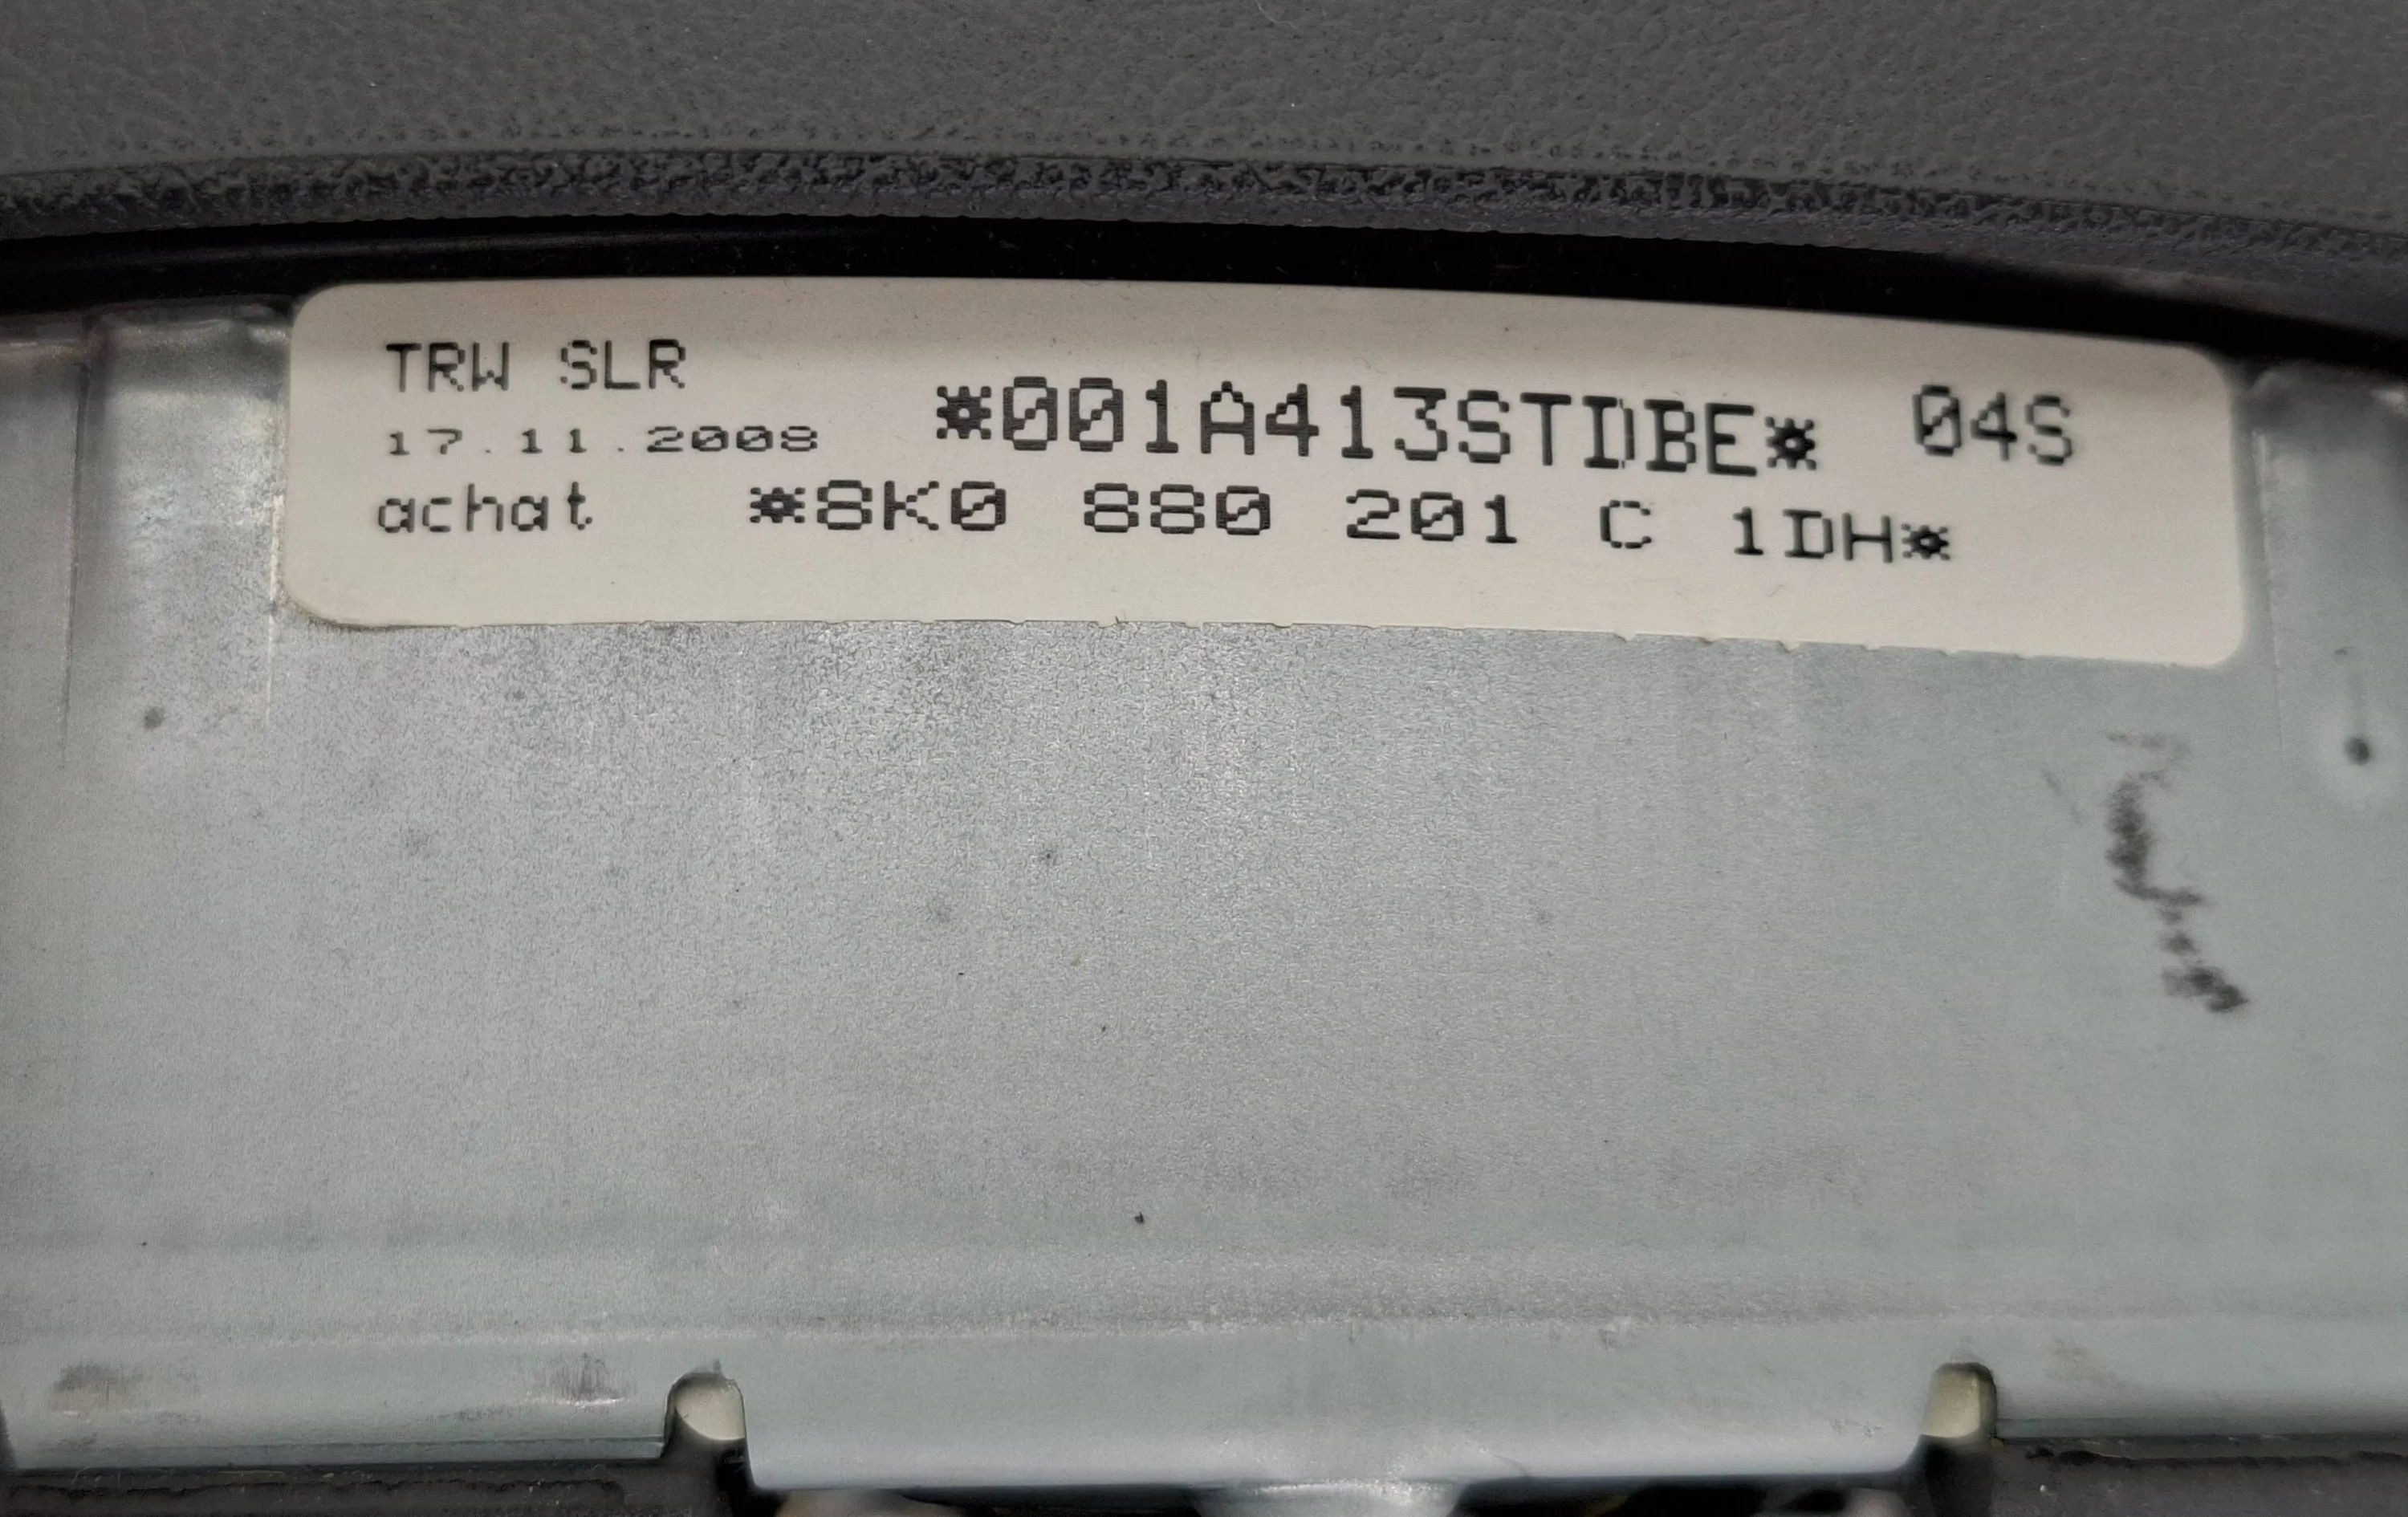 TRW SLR
17.11.2008 *001A413STDBE* 04S
achat *8K0 880 201 C 1DH*